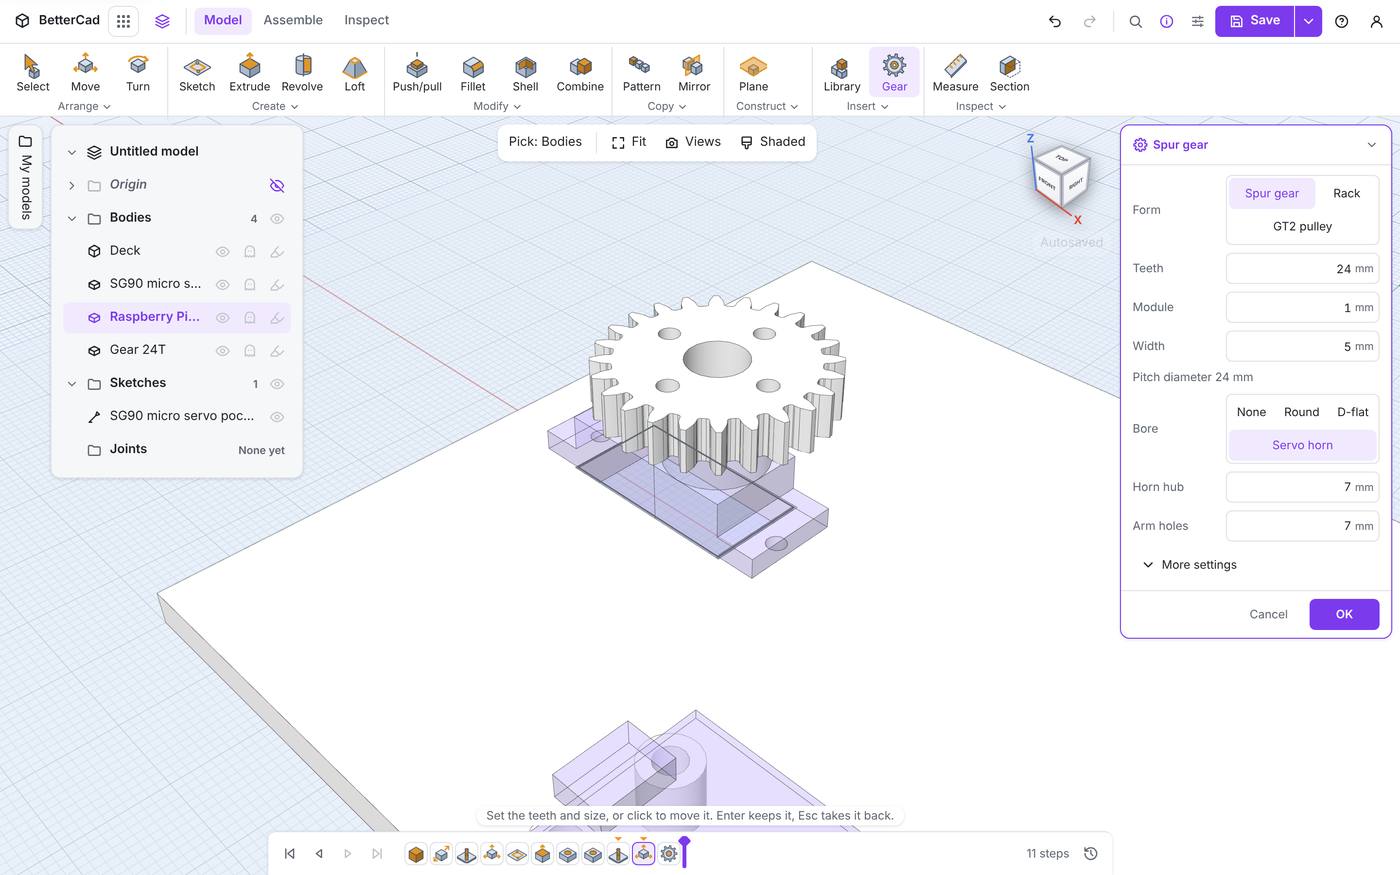 BetterCad
Model
Assemble
Inspect
Save
Select
Move
Turn
Sketch
Extrude
Revolve
Loft
Push/pull
Fillet
Shell
Combine
Pattern
Mirror
Plane
Library
Gear
Measure
Section
Arrange
Create
Modify
Copy
Construct
Insert
Inspect
My models
Untitled model
Origin
Bodies 4
Deck
SG90 micro s...
Raspberry Pi...
Gear 24T
Sketches 1
SG90 micro servo poc...
Joints None yet
Pick: Bodies
Fit
Views
Shaded
Z
TOP
FRONT
RIGHT
X
Autosaved
Spur gear
Form
Spur gear
Rack
GT2 pulley
Teeth 24 mm
Module 1 mm
Width 5 mm
Pitch diameter 24 mm
Bore
None
Round
D-flat
Servo horn
Horn hub 7 mm
Arm holes 7 mm
More settings
Cancel
OK
Set the teeth and size, or click to move it. Enter keeps it, Esc takes it back.
11 steps